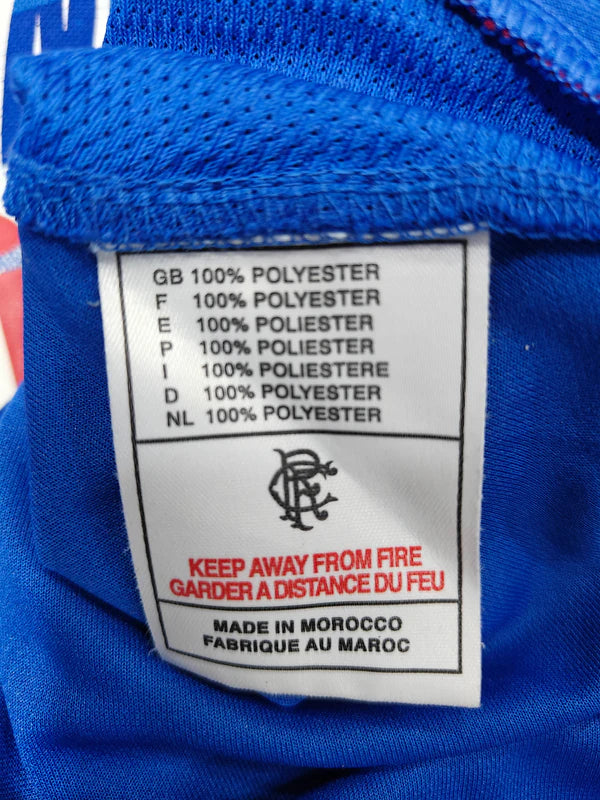 GB 100% POLYESTER
F 100% POLYESTER
E 100% POLIESTER
P 100% POLIESTER
I 100% POLIESTERE
D 100% POLYESTER
NL 100% POLYESTER
RFC
KEEP AWAY FROM FIRE
GARDER A DISTANCE DU FEU
MADE IN MOROCCO
FABRIQUE AU MAROC